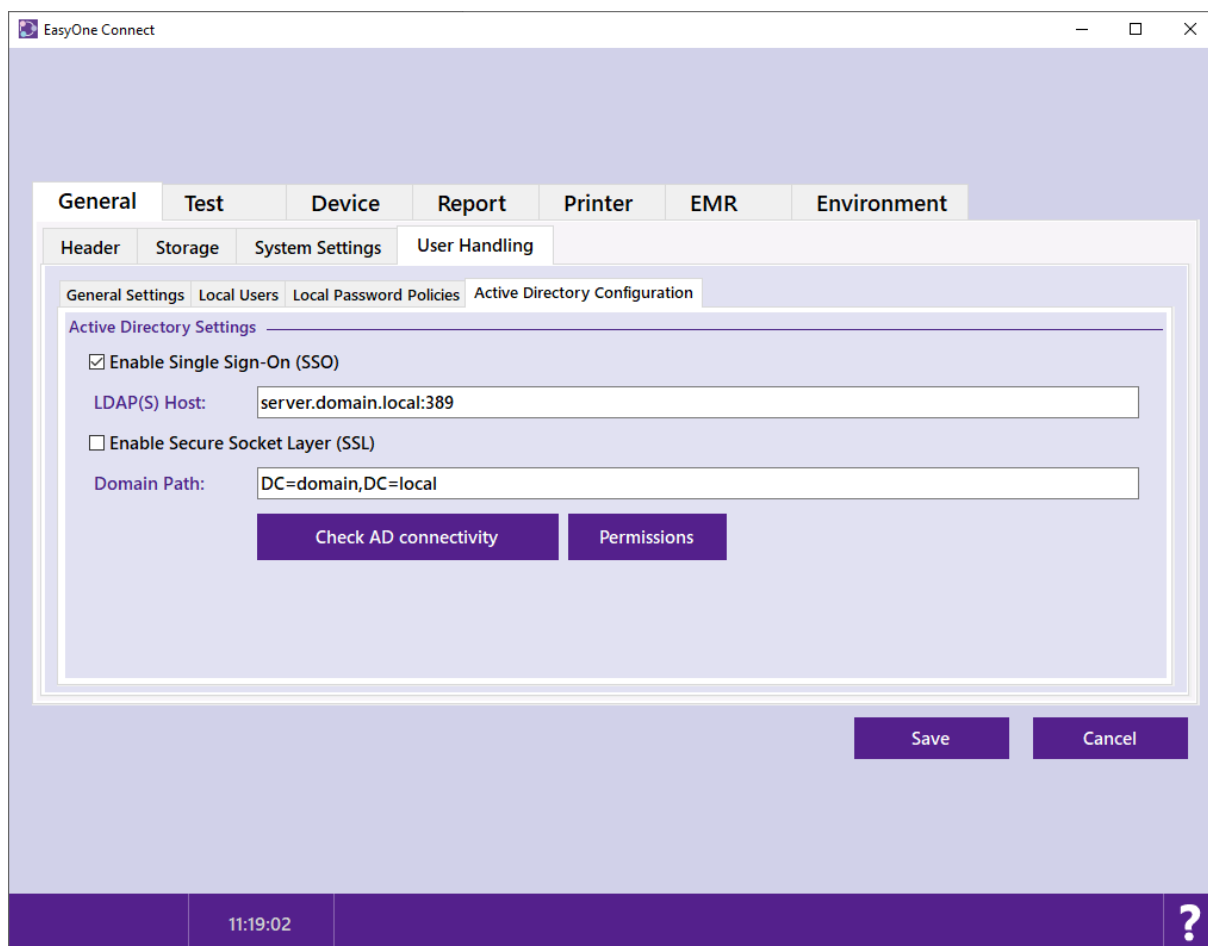 EasyOne Connect
General Test Device Report Printer EMR Environment
Header Storage System Settings User Handling
General Settings Local Users Local Password Policies Active Directory Configuration
Active Directory Settings
Enable Single Sign-On (SSO)
LDAP(S) Host: server.domain.local:389
Enable Secure Socket Layer (SSL)
Domain Path: DC=domain,DC=local
Check AD connectivity Permissions
Save Cancel
11:19:02 ?